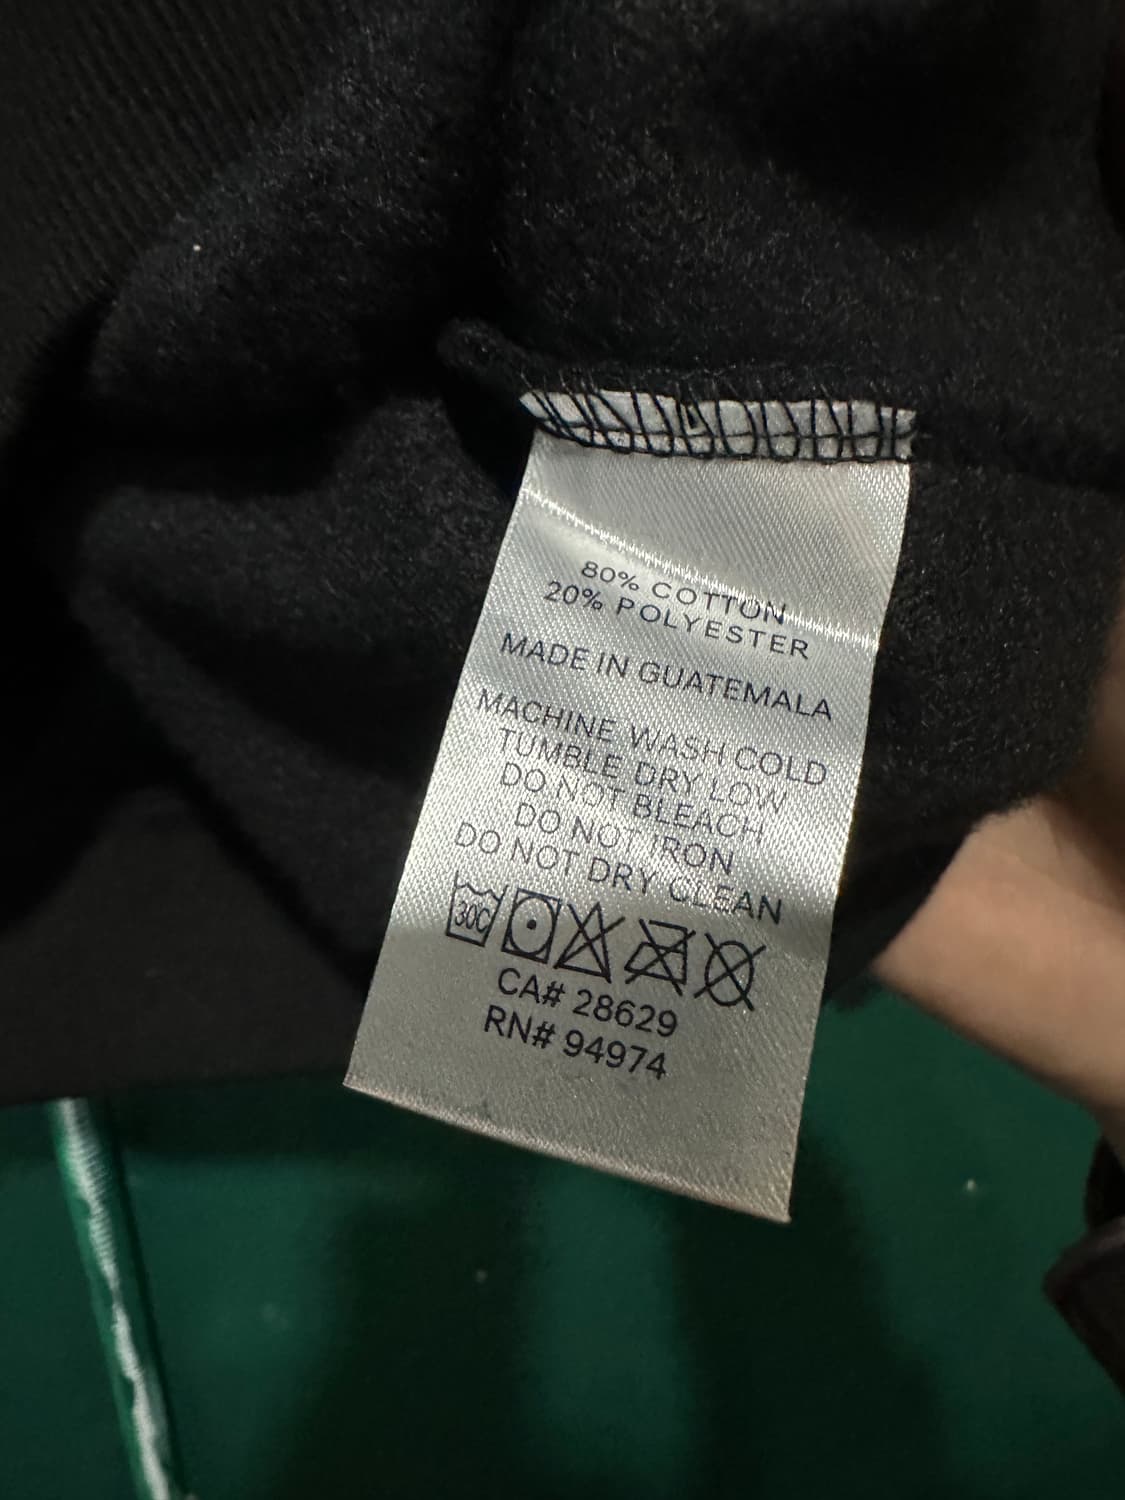 80% COTTON
20% POLYESTER
MADE IN GUATEMALA
MACHINE WASH COLD
TUMBLE DRY LOW
DO NOT BLEACH
DO NOT IRON
DO NOT DRY CLEAN
30C
CA# 28629
RN# 94974